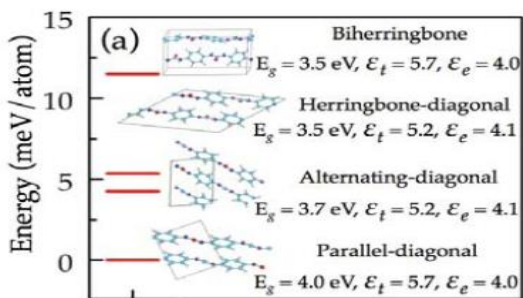 15
(a)
Biherringbone
E_g = 3.5 eV, ε_t = 5.7, ε_e = 4.0
10
Herringbone-diagonal
E_g = 3.5 eV, ε_t = 5.2, ε_e = 4.1
5
Alternating-diagonal
E_g = 3.7 eV, ε_t = 5.2, ε_e = 4.1
Parallel-diagonal
0
E_g = 4.0 eV, ε_t = 5.7, ε_e = 4.0
Energy (meV/atom)